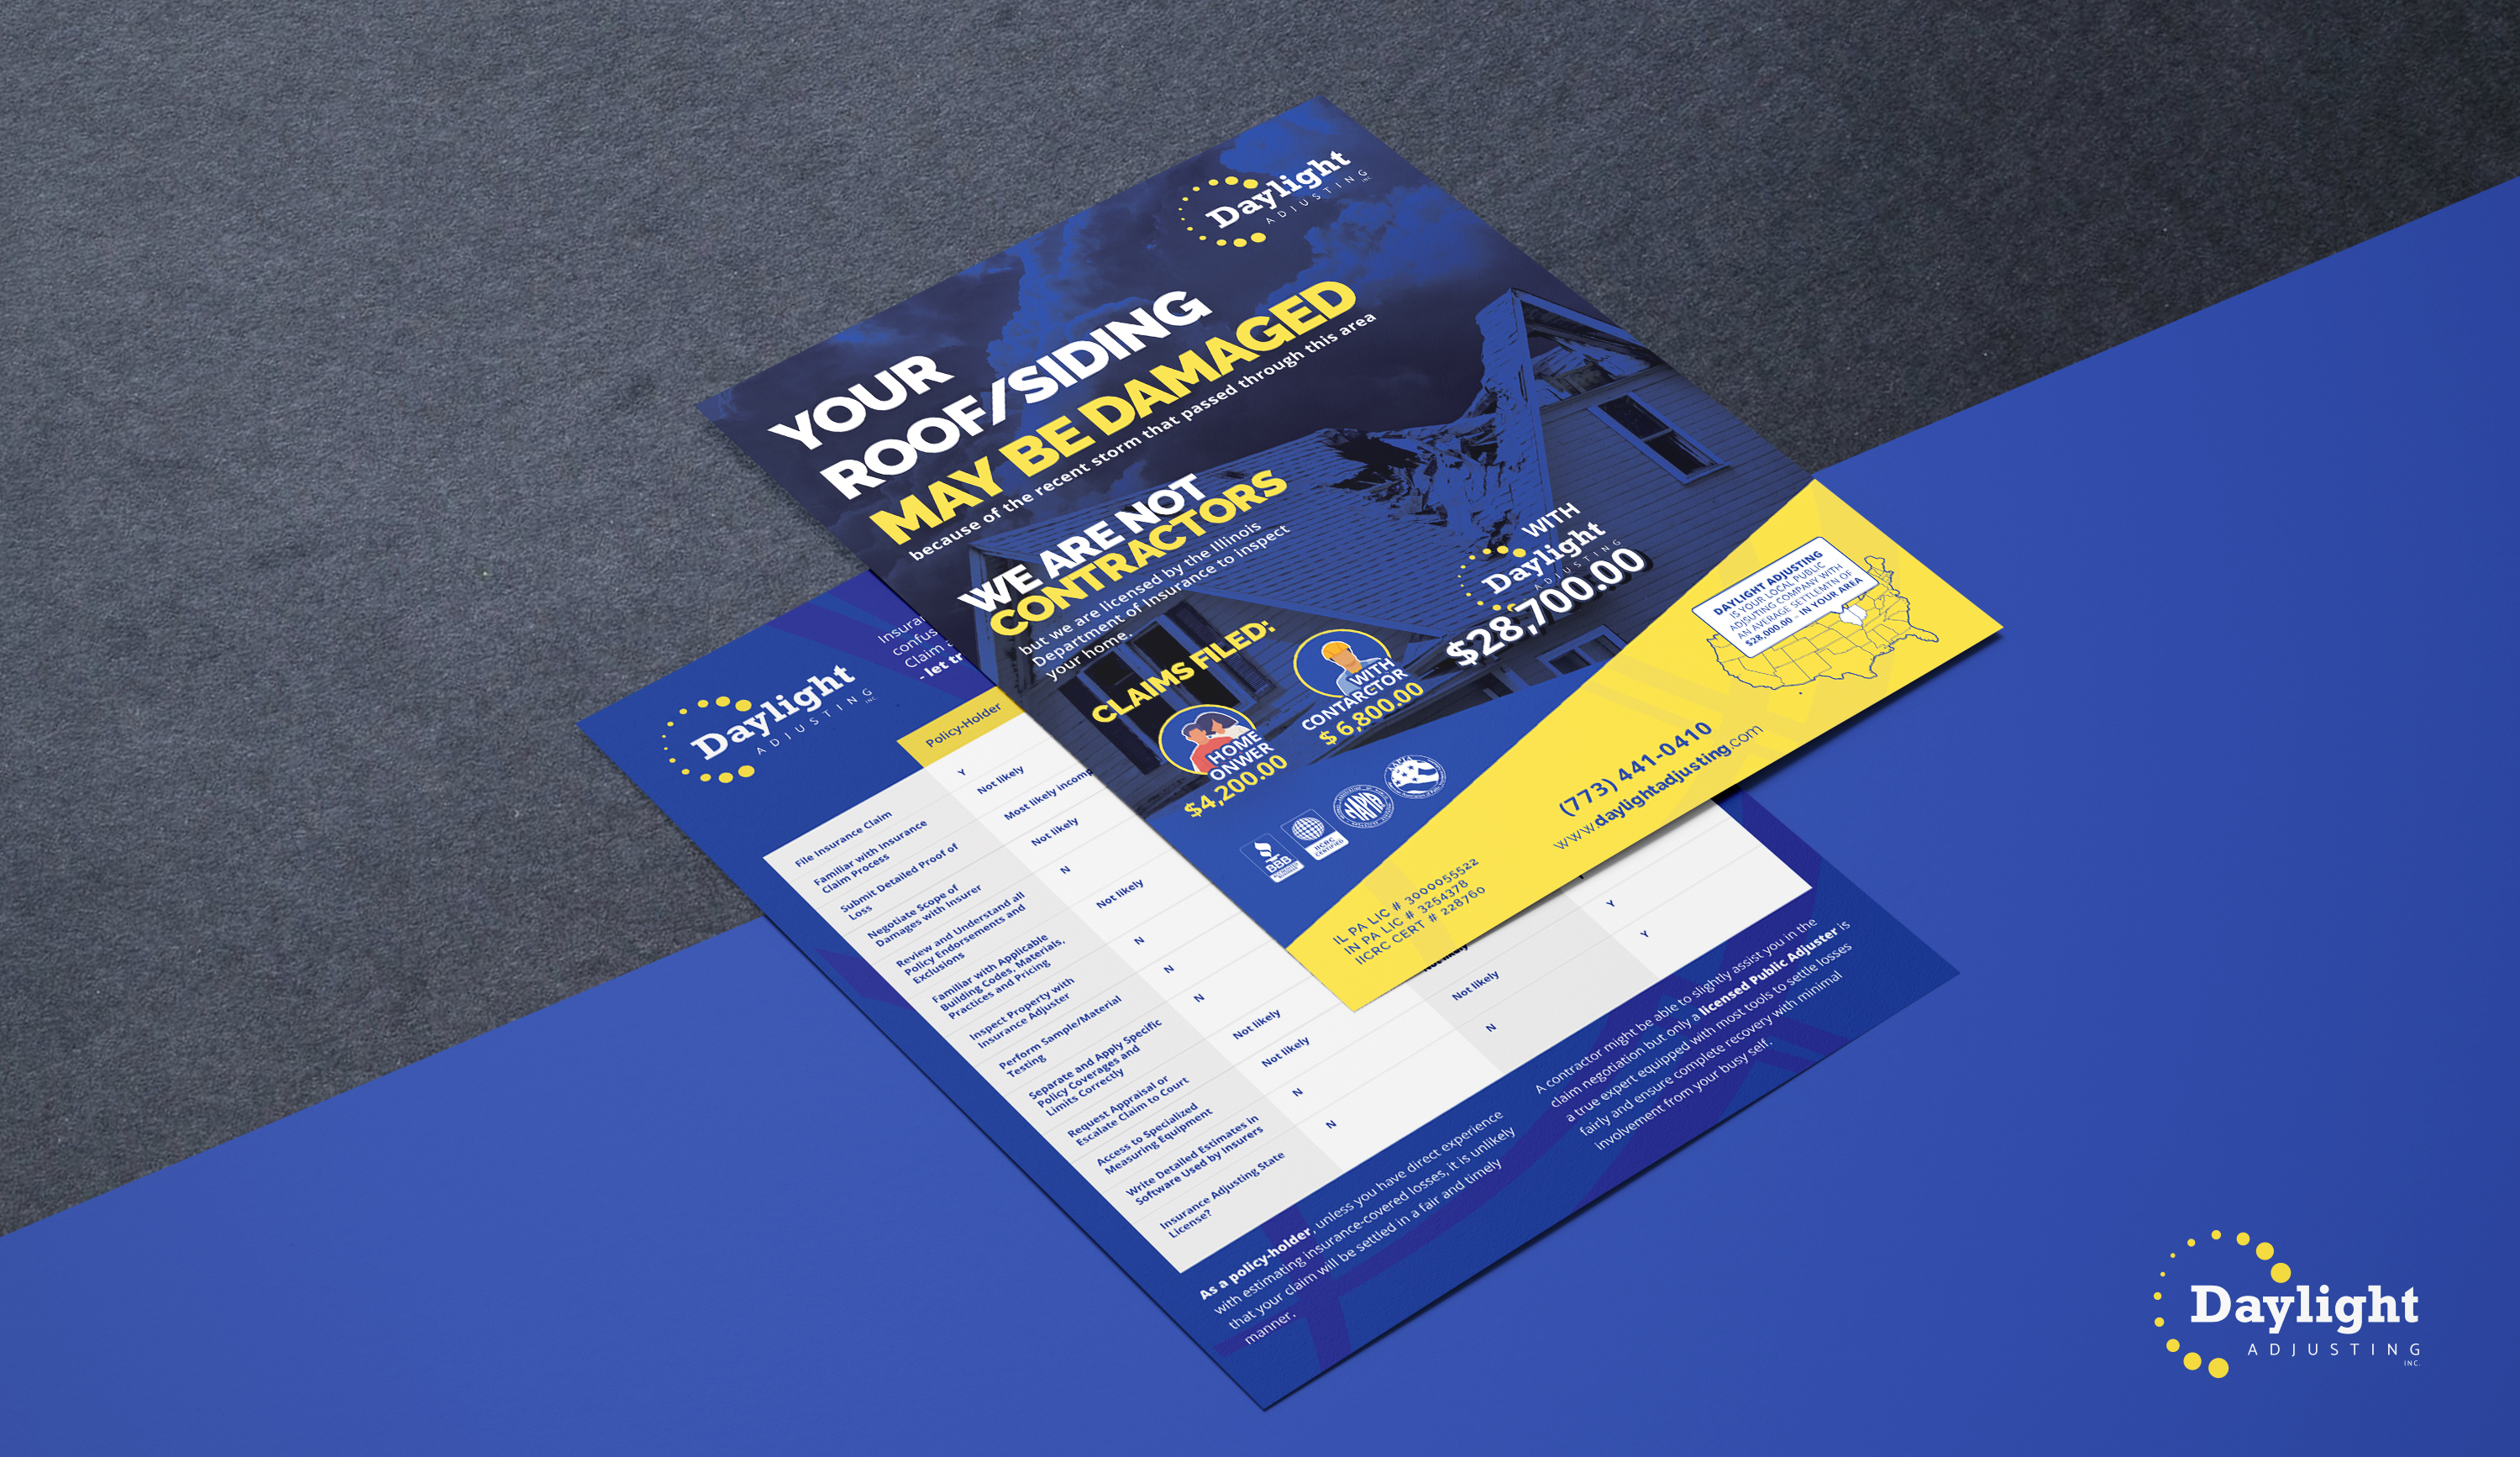 Daylight
ADJUSTING
INC.
YOUR
ROOF/SIDING
MAY BE DAMAGED
because of the recent storm that passed through this area
WE ARE NOT
CONTRACTORS
but we are licensed by the Illinois
Department of Insurance to inspect
your home.
CLAIMS FILED:
HOME
ONWER
$4,200.00
WITH
CONTARCTOR
$6,800.00
WITH
Daylight
ADJUSTING
$28,700.00
BBB
IICRC
CERTIFIED
NAPIA
DAYLIGHT ADJUSTING
IS YOUR LOCAL PUBLIC
ADJSUTING COMPANY WITH
AN AVERAGE SETTLEMTN OF
$28,000.00 – IN YOUR AREA
(773) 441-0410
www.daylightadjusting.com
IL PA LIC # 3000055522
IN PA LIC # 3254378
IICRC CERT # 228760
Daylight
ADJUSTING
INC.
Claim
- let
Policy-Holder
File Insurance Claim
Y
Familiar with Insurance
Claim Process
Not likely
Submit Detailed Proof of
Loss
Most likely
Negotiate Scope of
Damages with Insurer
Not likely
Review and Understand all
Policy Endorsements and
Exclusions
N
Familiar with Applicable
Building Codes, Materials,
Practices and Pricing
Not likely
Inspect Property with
Insurance Adjuster
N
Perform Sample/Material
Testing
N
Separate and Apply Specific
Policy Coverages and
Limits Correctly
N
Request Appraisal or
Escalate Claim to Court
Not likely
Access to Specialized
Measuring Equipment
Not likely
Write Detailed Estimates in
Software Used by Insurers
N
Not likely
Y
Insurance Adjusting State
License?
N
N
Y
As a policy-holder, unless you have direct experience
with estimating insurance-covered losses, it is unlikely
that your claim will be settled in a fair and timely
manner.
A contractor might be able to slightly assist you in the
claim negotiation but only a licensed Public Adjuster is
a true expert equipped with most tools to settle losses
fairly and ensure complete recovery with minimal
involvement from your busy self.
Daylight
ADJUSTING
INC.